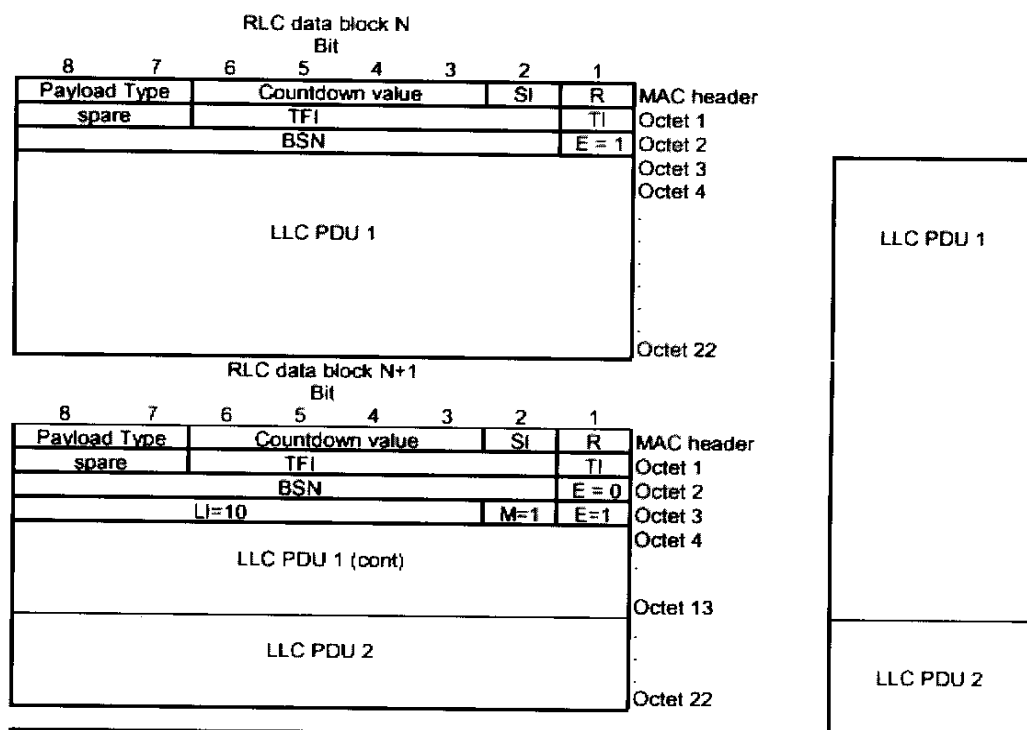 RLC data block N
Bit
8 7 6 5 4 3 2 1
Payload Type Countdown value SI R MAC header
spare TFI TI Octet 1
BSN E = 1 Octet 2
Octet 3
Octet 4
LLC PDU 1
LLC PDU 1
Octet 22
RLC data block N+1
Bit
8 7 6 5 4 3 2 1
Payload Type Countdown value SI R MAC header
spare TFI TI Octet 1
BSN E = 0 Octet 2
LI=10 M=1 E=1 Octet 3
Octet 4
LLC PDU 1 (cont)
Octet 13
LLC PDU 2
LLC PDU 2
Octet 22